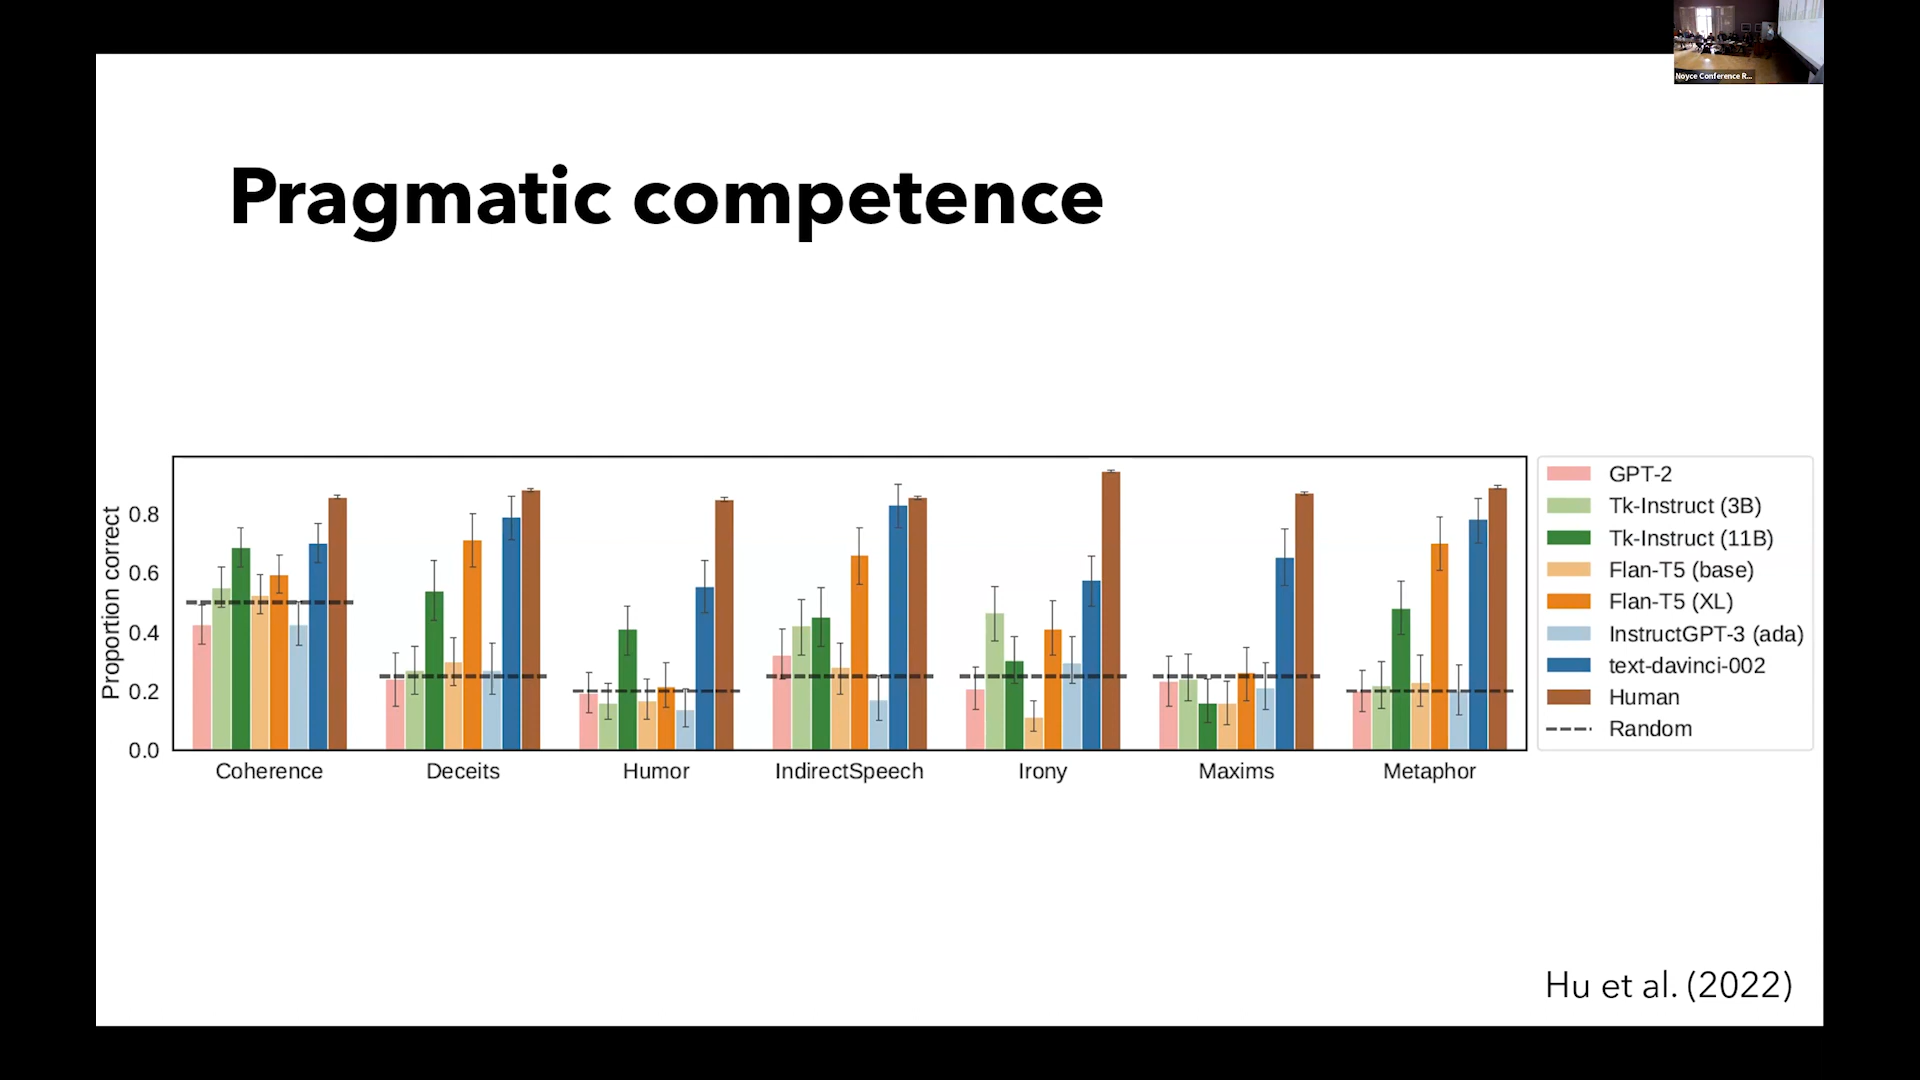 Noyce Conference R...
Pragmatic competence
Proportion correct
0.8
0.6
0.4
0.2
0.0
Coherence
Deceits
Humor
IndirectSpeech
Irony
Maxims
Metaphor
GPT-2
Tk-Instruct (3B)
Tk-Instruct (11B)
Flan-T5 (base)
Flan-T5 (XL)
InstructGPT-3 (ada)
text-davinci-002
Human
Random
Hu et al. (2022)